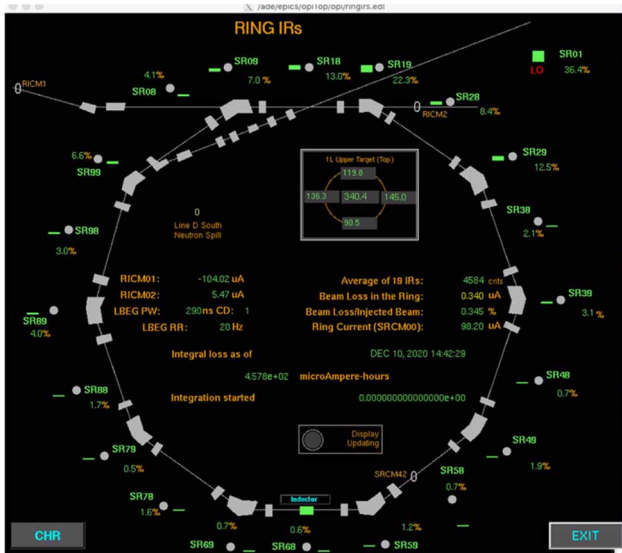 /ade/epics/opi1op/opi/ringirs.edl
RING IRs
SR09
7.0 %
SR18
13.0%
SR19
22.3%
SR01
LO
36.4%
4.1%
SR08
RICM1
SR28
8.4%
RICM2
6.6%
SR99
SR29
12.5%
1L Upper Target (Top)
119.8
136.3
340.4
145.0
90.5
0
Line D South
Neutron Spill
SR98
3.0%
SR38
2.1%
RICM01: -104.02 uA
RICM02: 5.47 uA
LBEG PW: 290ns CD: 1
LBEG RR: 20 Hz
Average of 19 IRs: 4584 cnts
Beam Loss in the Ring: 0.340 uA
Beam Loss/Injected Beam: 0.345 %
Ring Current (SRCM00): 98.20 uA
SR89
4.0%
SR39
3.1 %
Integral loss as of DEC 10, 2020 14:42:29
4.578e+02 microAmpere-hours
Integration started 0.000000000000000e+00
SR88
1.7%
SR48
0.7%
Display
Updating
SR79
0.5%
SR49
1.9%
SRCM42
SR58
0.7%
SR78
1.6%
Inductor
0.7%
SR69
0.6%
SR68
1.2%
SR59
CHR
EXIT